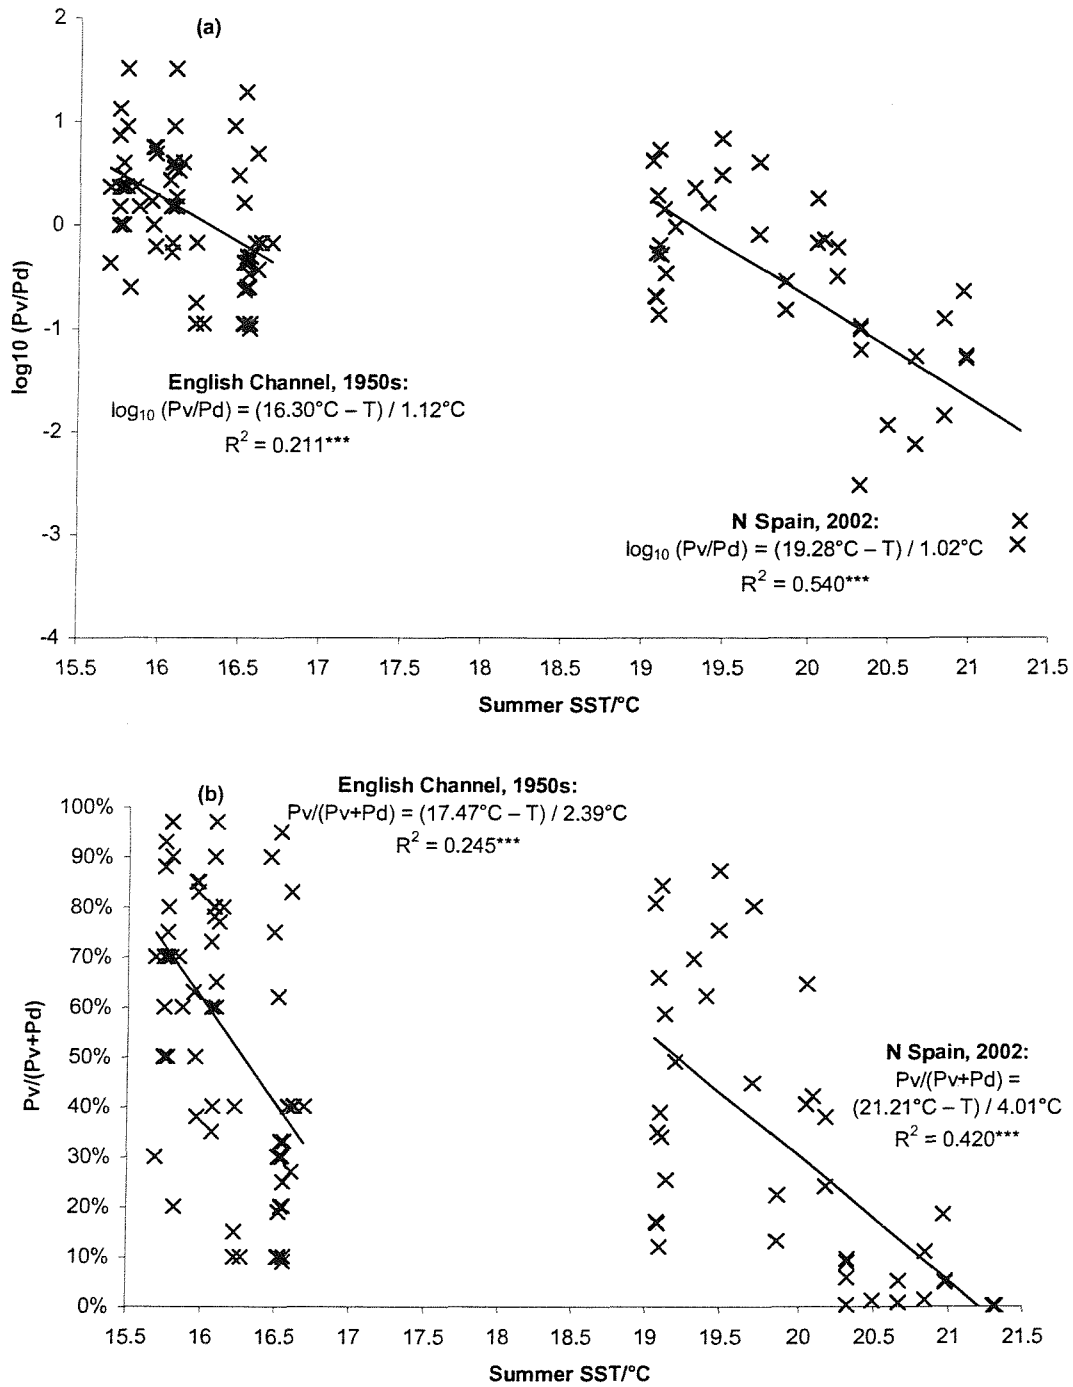 (a)
2
1
0
-1
-2
-3
-4
log10 (Pv/Pd)
English Channel, 1950s:
log₁₀ (Pv/Pd) = (16.30°C – T) / 1.12°C
R² = 0.211***
N Spain, 2002:
log₁₀ (Pv/Pd) = (19.28°C – T) / 1.02°C
R² = 0.540***
15.5 16 16.5 17 17.5 18 18.5 19 19.5 20 20.5 21 21.5
Summer SST/°C
(b)
English Channel, 1950s:
Pv/(Pv+Pd) = (17.47°C – T) / 2.39°C
R² = 0.245***
100%
90%
80%
70%
60%
50%
40%
30%
20%
10%
0%
Pv/(Pv+Pd)
N Spain, 2002:
Pv/(Pv+Pd) =
(21.21°C – T) / 4.01°C
R² = 0.420***
15.5 16 16.5 17 17.5 18 18.5 19 19.5 20 20.5 21 21.5
Summer SST/°C